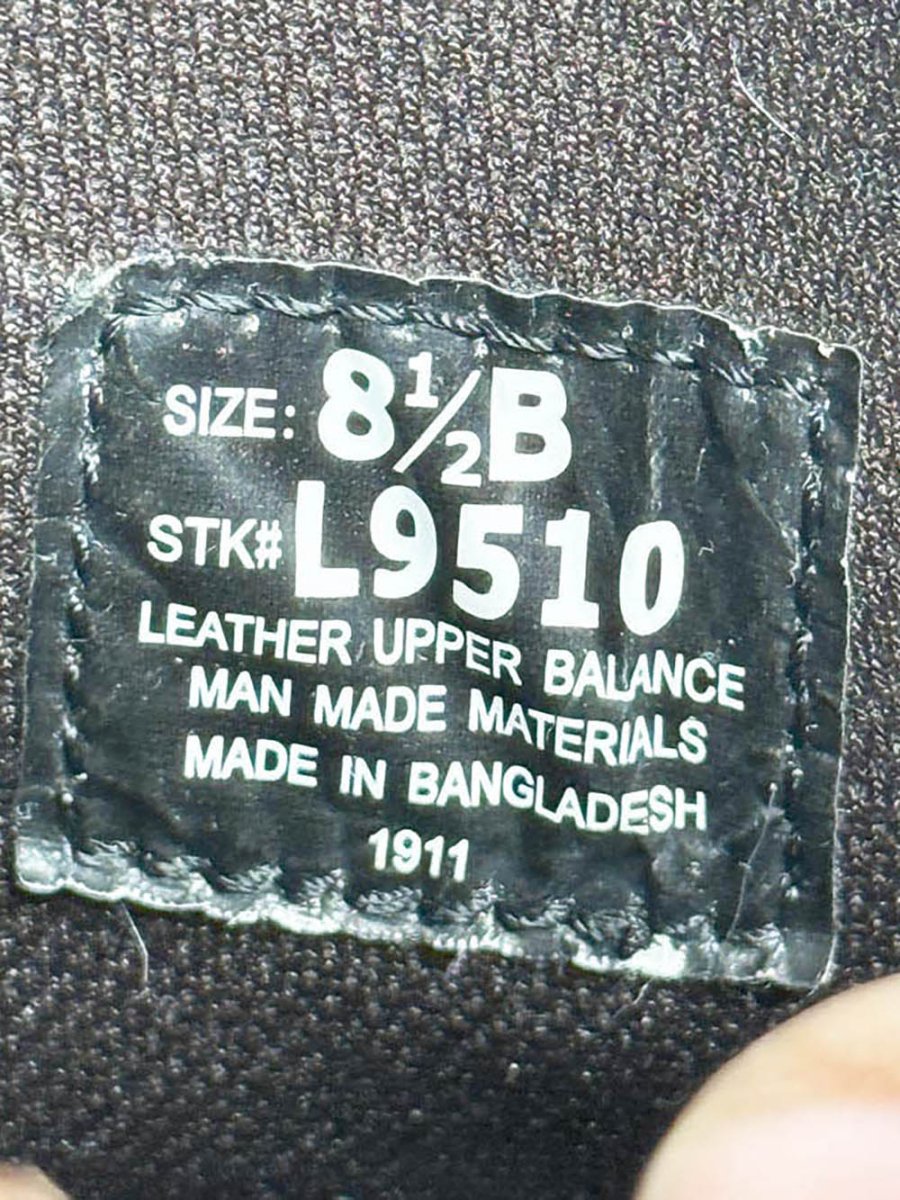 SIZE: 8½B
STK# L9510
LEATHER UPPER BALANCE
MAN MADE MATERIALS
MADE IN BANGLADESH
1911